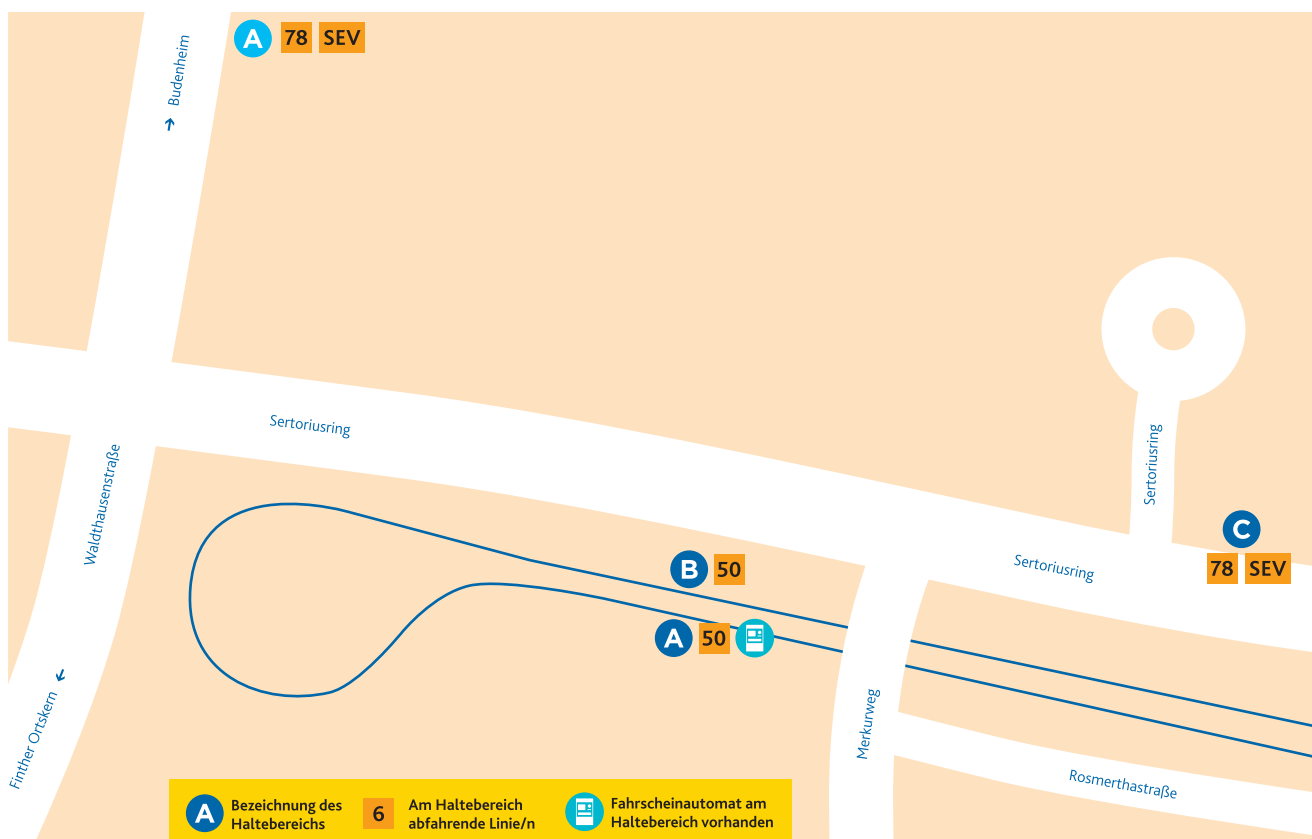 A 78 SEV
Budenheim
Sertoriusring
Waldthausenstraße
Finther Ortskern
Sertoriusring
C
78 SEV
Sertoriusring
B 50
A 50
Merkurweg
Rosmerthastraße
A Bezeichnung des
Haltebereichs
6 Am Haltebereich
abfahrende Linie/n
Fahrscheinautomat am
Haltebereich vorhanden